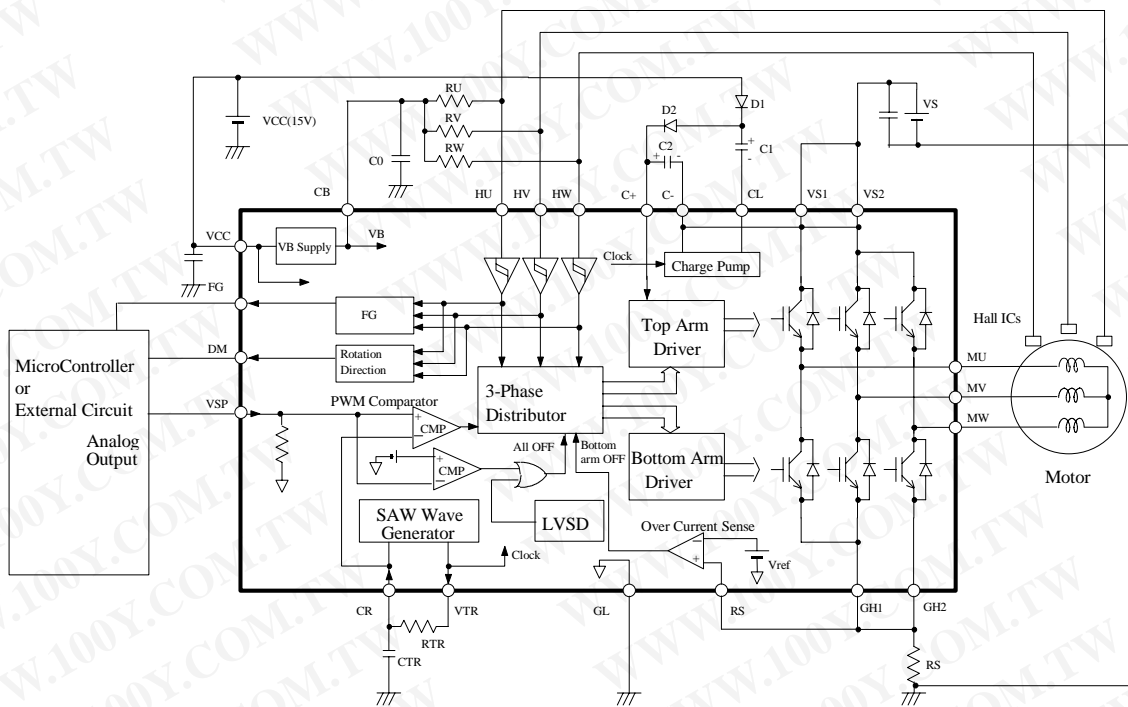 WWW.100Y.COM.TW
VCC(15V)
RU
RV
RW
C0
D2
D1
C2
C1
+
-
+
-
VS
CB
HU
HV
HW
C+
C-
CL
VS1
VS2
VCC
VB Supply
VB
Clock
Charge Pump
FG
FG
DM
Rotation
Direction
Top Arm
Driver
Hall ICs
MicroController
or
External Circuit
Analog
Output
VSP
PWM Comparator
+
-
CMP
3-Phase
Distributor
MU
MV
MW
Motor
+
-
CMP
All OFF
Bottom
arm OFF
Bottom Arm
Driver
SAW Wave
Generator
LVSD
Over Current Sense
-
+
Vref
Clock
CR
VTR
GL
RS
GH1
GH2
RTR
CTR
RS